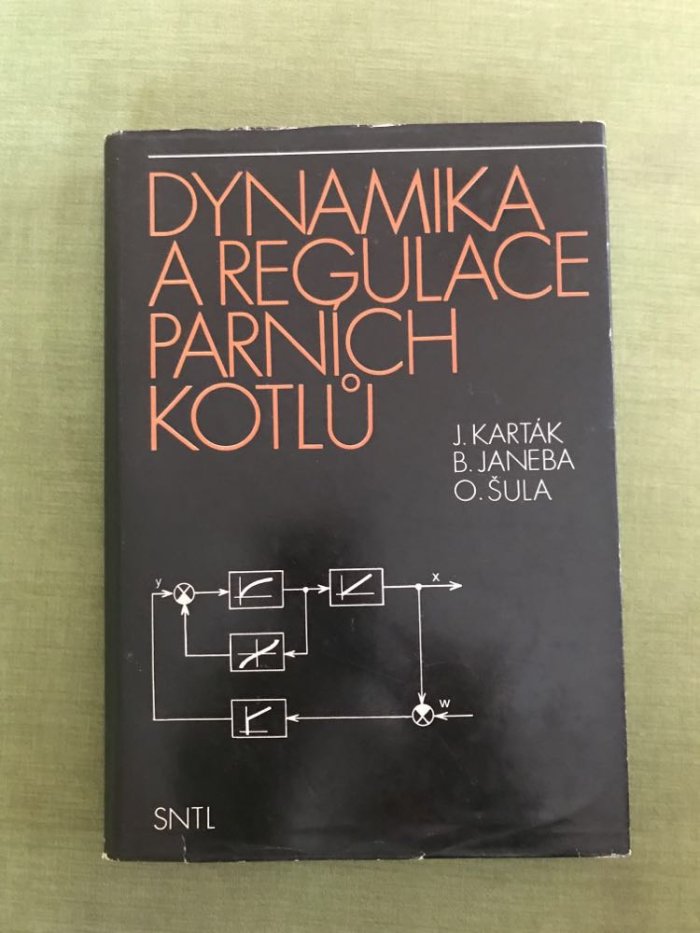 DYNAMIKA
A REGULACE
PARNÍCH
KOTLŮ
J. KARTÁK
B. JANEBA
O. ŠULA
y
x
w
SNTL